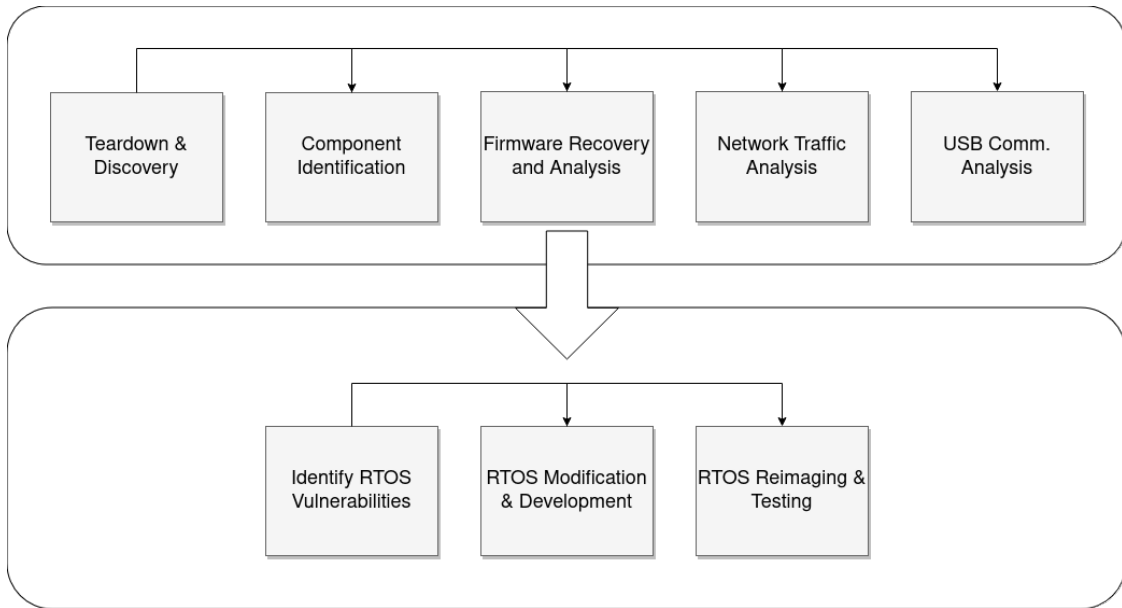 Teardown &
Discovery
Component
Identification
Firmware Recovery
and Analysis
Network Traffic
Analysis
USB Comm.
Analysis
Identify RTOS
Vulnerabilities
RTOS Modification
& Development
RTOS Reimaging &
Testing